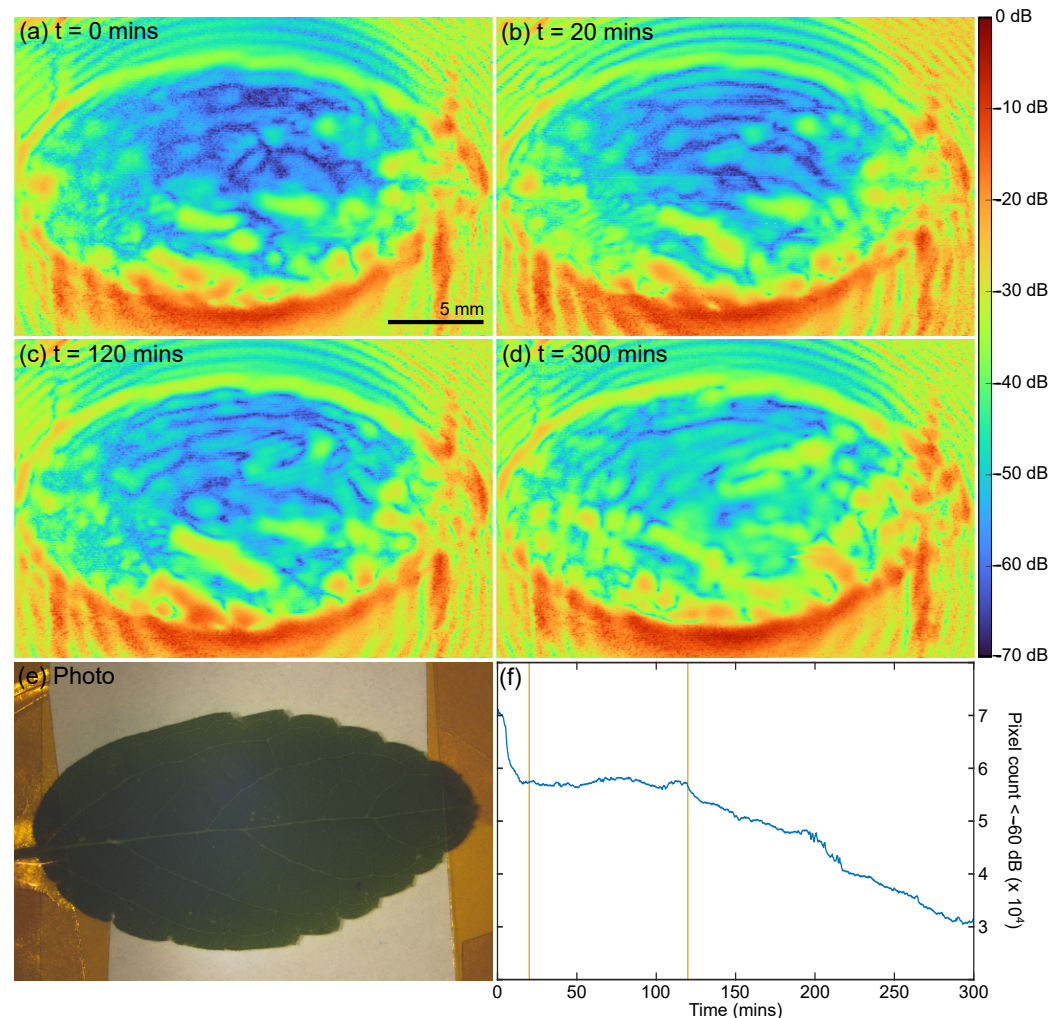 (a) t = 0 mins
(b) t = 20 mins
0 dB
-10 dB
-20 dB
-30 dB
-40 dB
-50 dB
-60 dB
-70 dB
5 mm
(c) t = 120 mins
(d) t = 300 mins
(e) Photo
(f)
7
6
5
4
3
Pixel count < -60 dB (x 10⁴)
0 50 100 150 200 250 300
Time (mins)